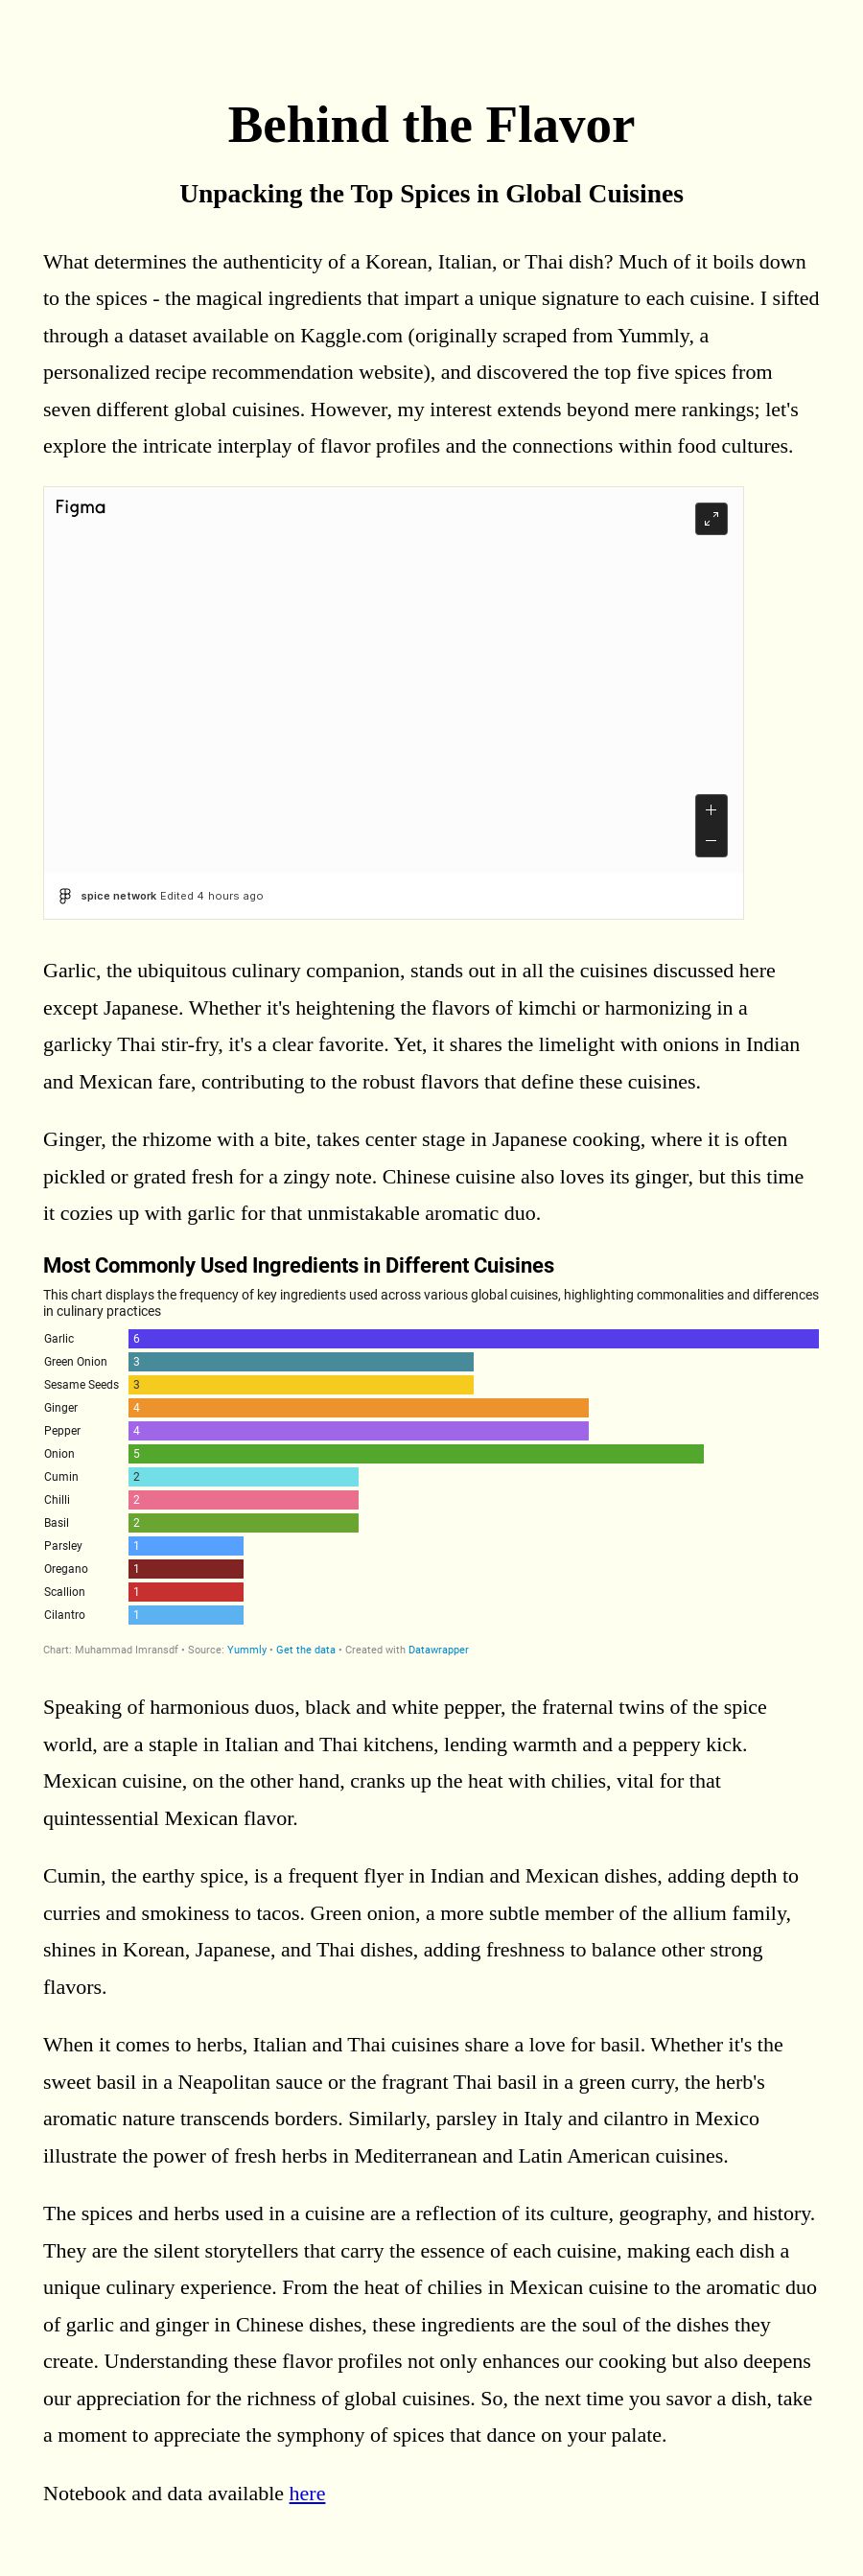 Behind the Flavor
Unpacking the Top Spices in Global Cuisines
What determines the authenticity of a Korean, Italian, or Thai dish? Much of it boils down
to the spices - the magical ingredients that impart a unique signature to each cuisine. I sifted
through a dataset available on Kaggle.com (originally scraped from Yummly, a
personalized recipe recommendation website), and discovered the top five spices from
seven different global cuisines. However, my interest extends beyond mere rankings; let's
explore the intricate interplay of flavor profiles and the connections within food cultures.
Figma
spice network Edited 4 hours ago
Garlic, the ubiquitous culinary companion, stands out in all the cuisines discussed here
except Japanese. Whether it's heightening the flavors of kimchi or harmonizing in a
garlicky Thai stir-fry, it's a clear favorite. Yet, it shares the limelight with onions in Indian
and Mexican fare, contributing to the robust flavors that define these cuisines.
Ginger, the rhizome with a bite, takes center stage in Japanese cooking, where it is often
pickled or grated fresh for a zingy note. Chinese cuisine also loves its ginger, but this time
it cozies up with garlic for that unmistakable aromatic duo.
Most Commonly Used Ingredients in Different Cuisines
This chart displays the frequency of key ingredients used across various global cuisines, highlighting commonalities and differences
in culinary practices
Garlic 6
Green Onion 3
Sesame Seeds 3
Ginger 4
Pepper 4
Onion 5
Cumin 2
Chilli 2
Basil 2
Parsley 1
Oregano 1
Scallion 1
Cilantro 1
Chart: Muhammad Imransdf • Source: Yummly • Get the data • Created with Datawrapper
Speaking of harmonious duos, black and white pepper, the fraternal twins of the spice
world, are a staple in Italian and Thai kitchens, lending warmth and a peppery kick.
Mexican cuisine, on the other hand, cranks up the heat with chilies, vital for that
quintessential Mexican flavor.
Cumin, the earthy spice, is a frequent flyer in Indian and Mexican dishes, adding depth to
curries and smokiness to tacos. Green onion, a more subtle member of the allium family,
shines in Korean, Japanese, and Thai dishes, adding freshness to balance other strong
flavors.
When it comes to herbs, Italian and Thai cuisines share a love for basil. Whether it's the
sweet basil in a Neapolitan sauce or the fragrant Thai basil in a green curry, the herb's
aromatic nature transcends borders. Similarly, parsley in Italy and cilantro in Mexico
illustrate the power of fresh herbs in Mediterranean and Latin American cuisines.
The spices and herbs used in a cuisine are a reflection of its culture, geography, and history.
They are the silent storytellers that carry the essence of each cuisine, making each dish a
unique culinary experience. From the heat of chilies in Mexican cuisine to the aromatic duo
of garlic and ginger in Chinese dishes, these ingredients are the soul of the dishes they
create. Understanding these flavor profiles not only enhances our cooking but also deepens
our appreciation for the richness of global cuisines. So, the next time you savor a dish, take
a moment to appreciate the symphony of spices that dance on your palate.
Notebook and data available here